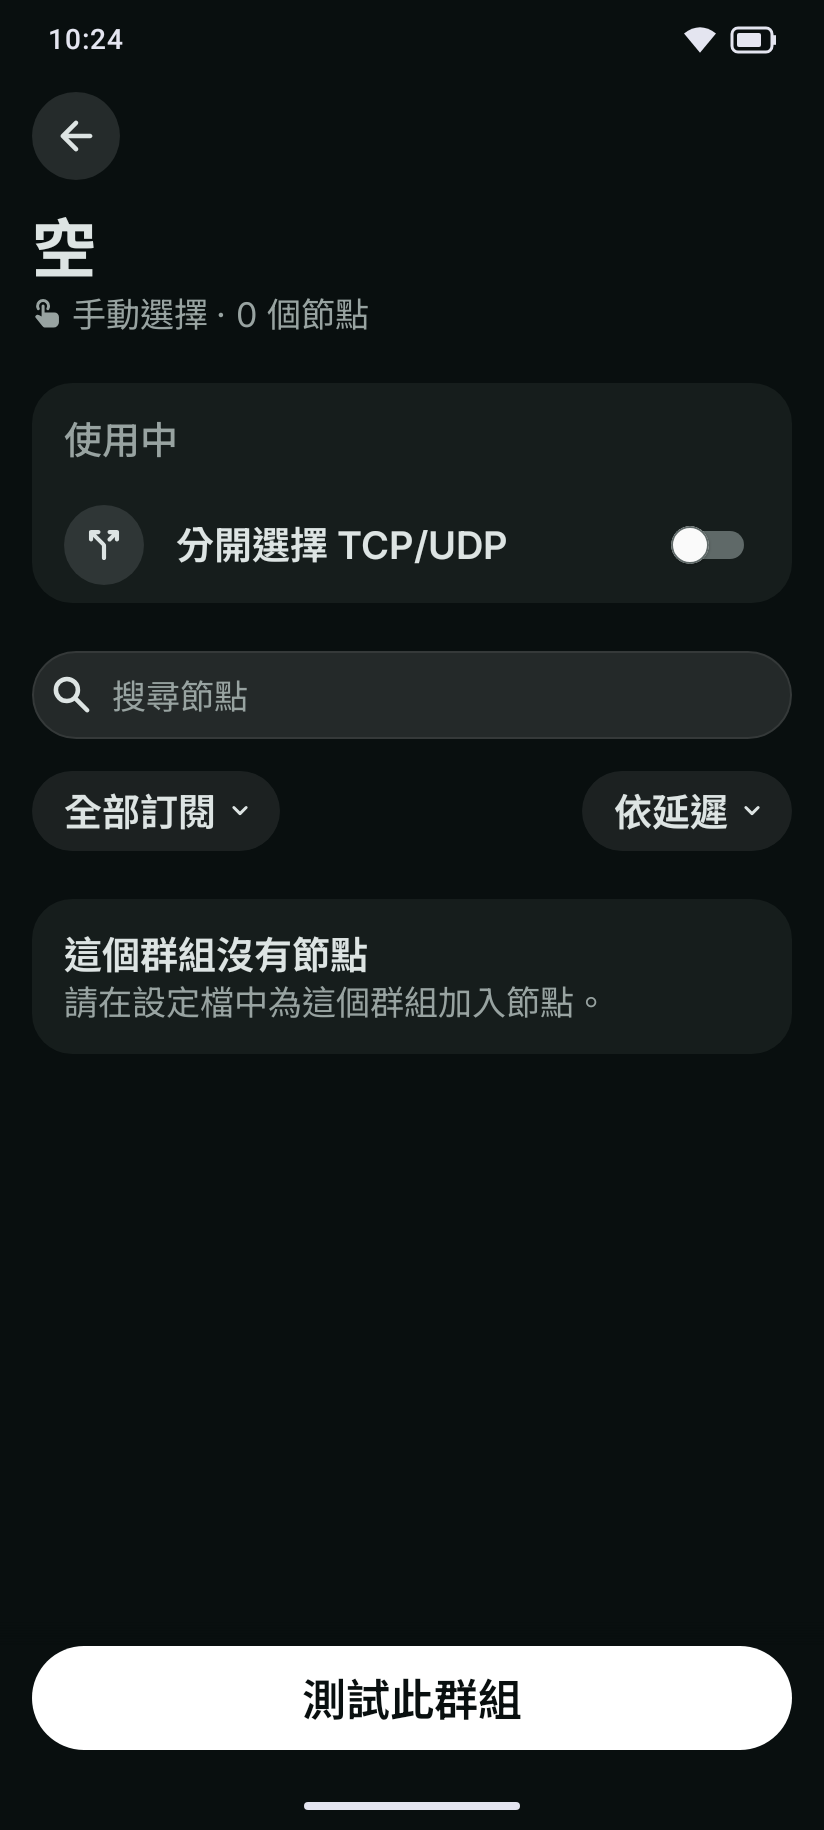 10:24
空
手動選擇 · 0 個節點
使用中
分開選擇 TCP/UDP
搜尋節點
全部訂閱
依延遲
這個群組沒有節點
請在設定檔中為這個群組加入節點。
測試此群組